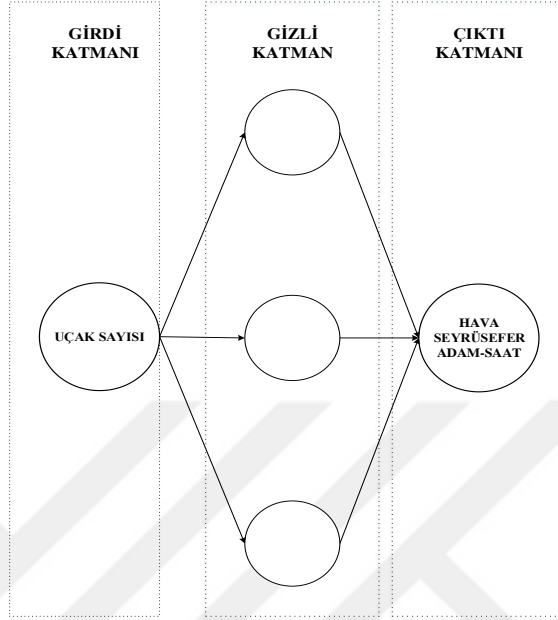 GİRDİ
KATMANI
GİZLİ
KATMAN
ÇIKTI
KATMANI
UÇAK SAYISI
HAVA
SEYRÜSEFER
ADAM-SAAT